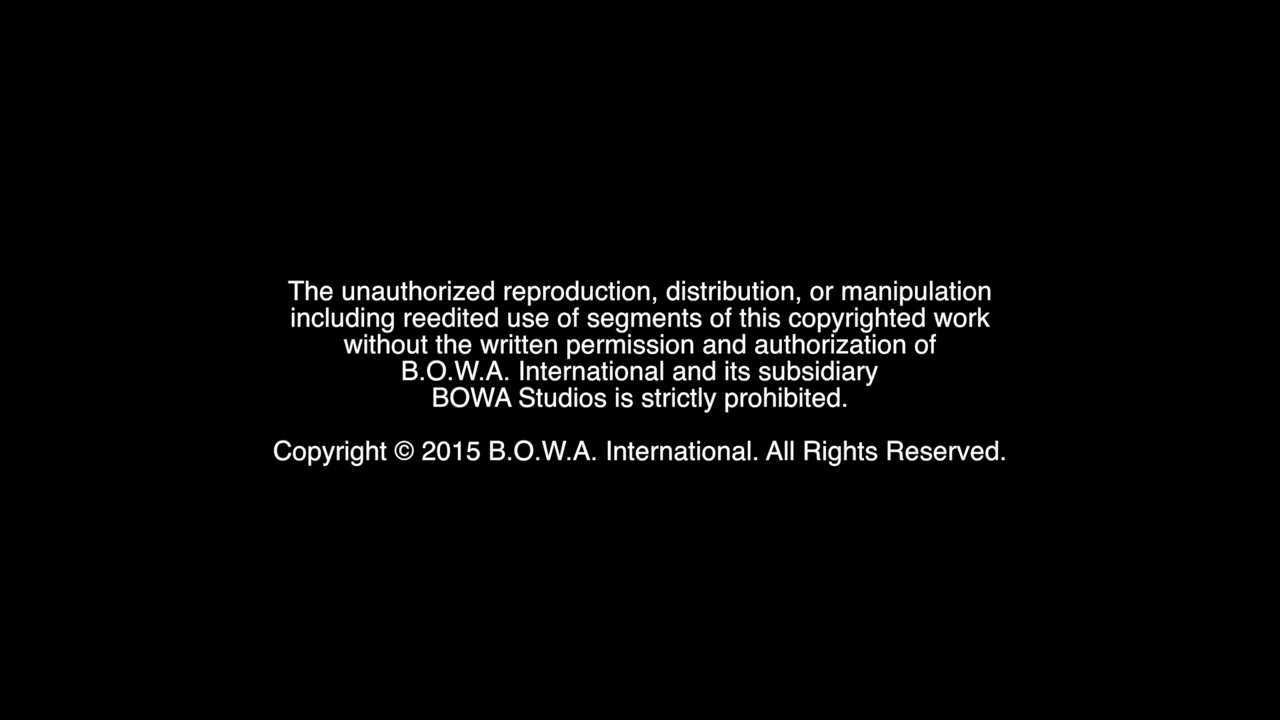 The unauthorized reproduction, distribution, or manipulation
including reedited use of segments of this copyrighted work
without the written permission and authorization of
B.O.W.A. International and its subsidiary
BOWA Studios is strictly prohibited.
Copyright © 2015 B.O.W.A. International. All Rights Reserved.